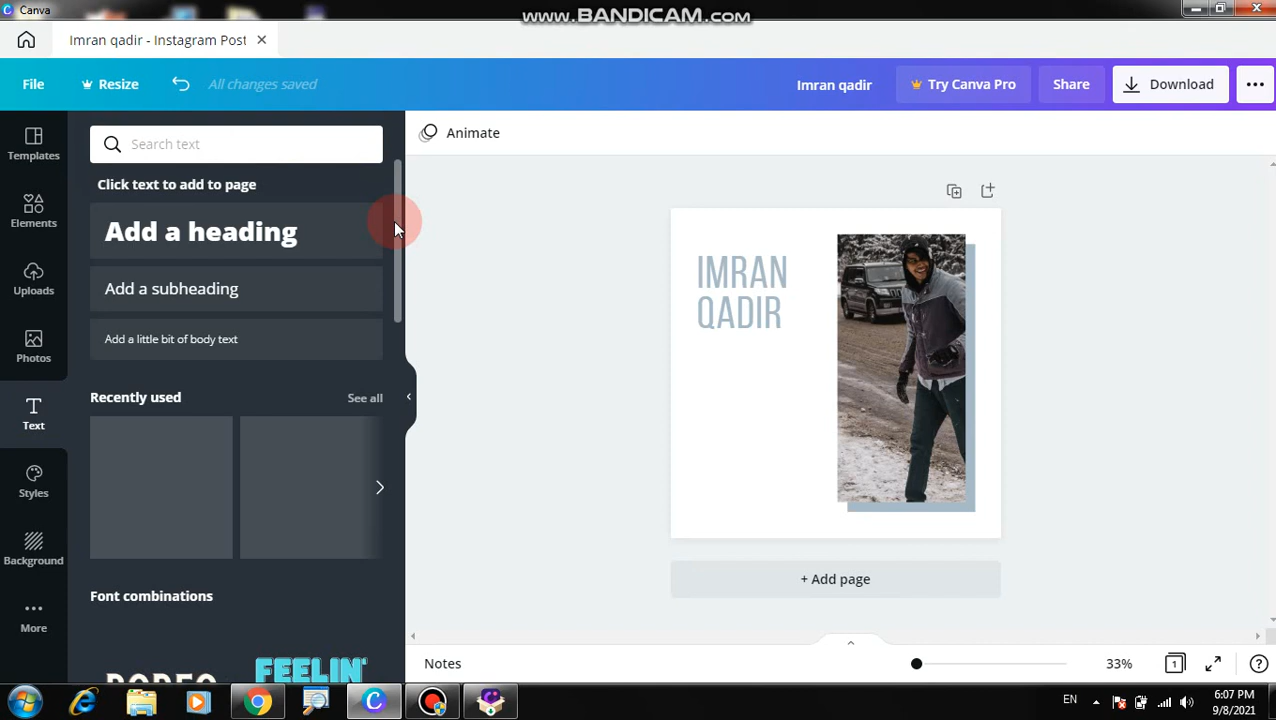 Canva
www.BANDICAM.com
Imran qadir - Instagram Post
File
Resize
All changes saved
Imran qadir
Try Canva Pro
Share
Download
Templates
Elements
Uploads
Photos
Text
Styles
Background
More
Search text
Click text to add to page
Add a heading
Add a subheading
Add a little bit of body text
Recently used
See all
Font combinations
RODEO
FEELIN'
Animate
IMRAN
QADIR
+ Add page
Notes
33%
1
EN
6:07 PM
9/8/2021